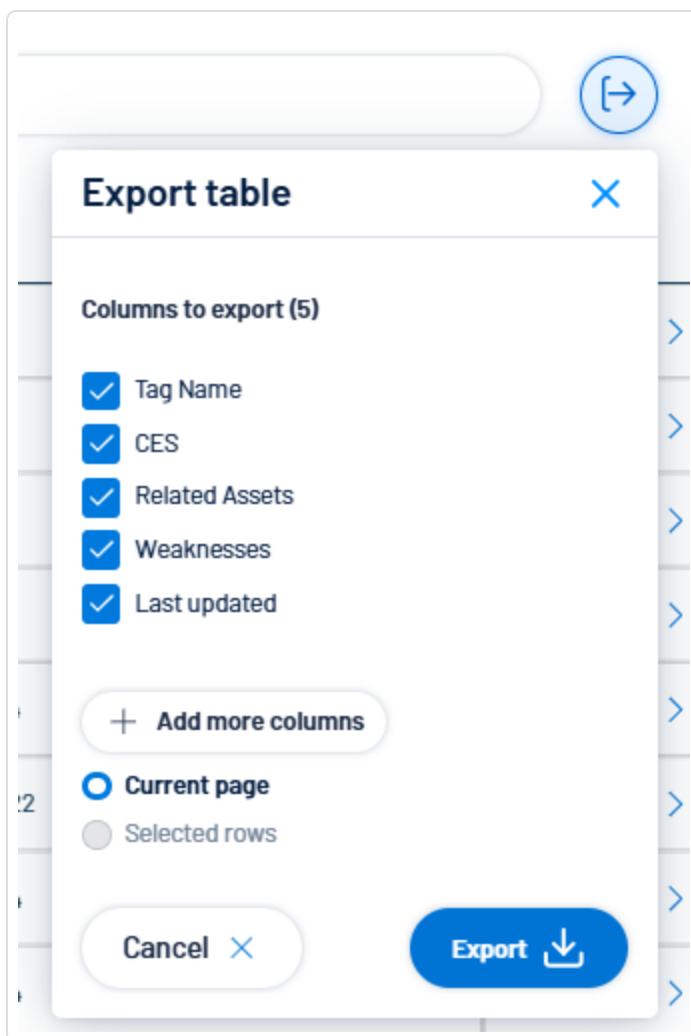 Export table
Columns to export (5)
Tag Name
CES
Related Assets
Weaknesses
Last updated
Add more columns
Current page
22
Selected rows
Cancel
Export